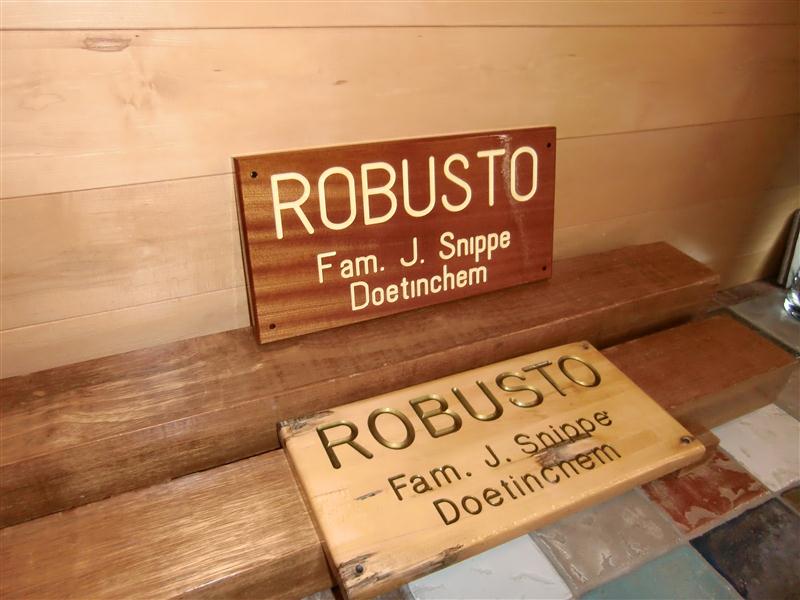 ROBUSTO
Fam. J. Snippe
Doetinchem
ROBUSTO
Fam. J. Snippe
Doetinchem